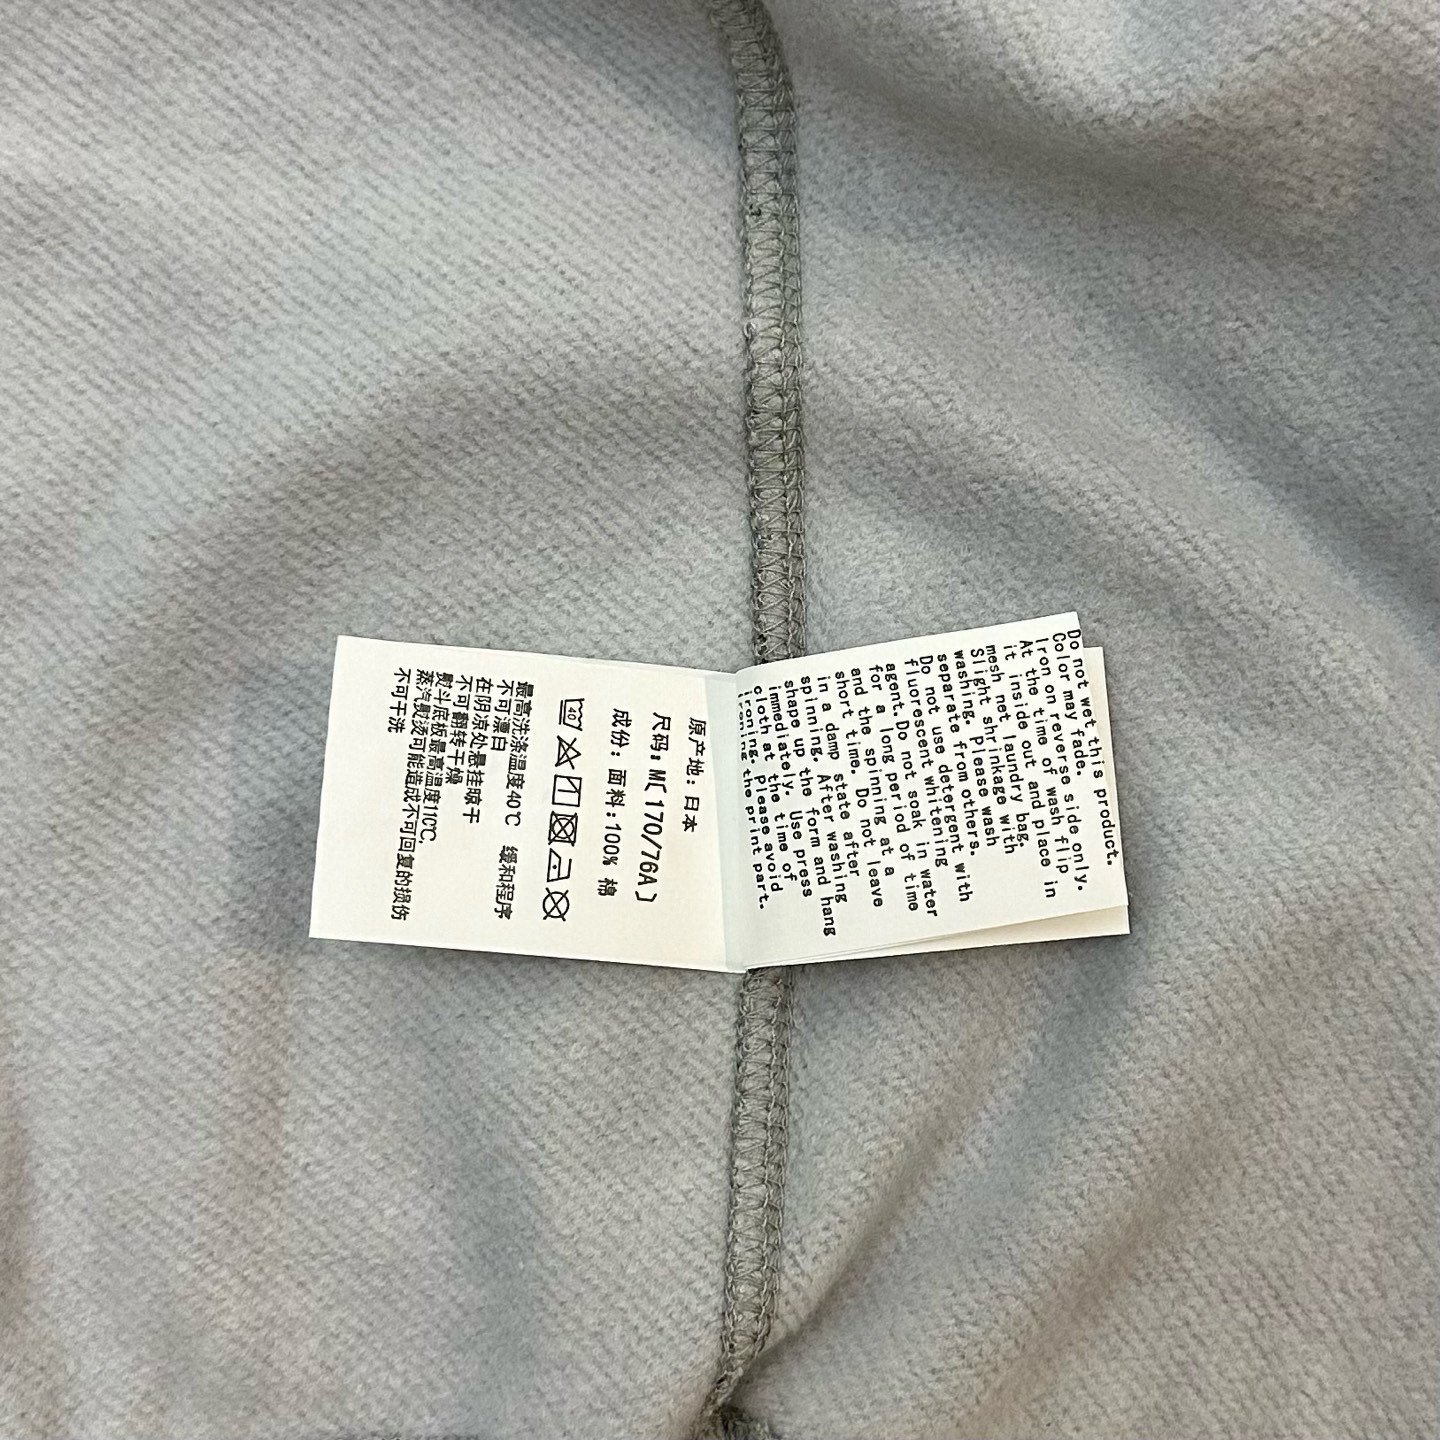 原产地:日本
尺码:M[170/76A]
成份:面料:100% 棉
40
最高洗涤温度40℃ 缓和程序
不可漂白
在阴凉处悬挂晾干
不可翻转干燥
熨斗底板最高温度110℃,
蒸汽熨烫可能造成不可回复的损伤
不可干洗
Do not wet this product.
Color may fade.
Iron on reverse side only.
At the time of wash flip
it inside out and place in
mesh net laundry bag.
Slight shrinkage with
washing. Please wash
separate from others.
Do not use detergent with
fluorescent whitening
agent. Do not soak in water
for a long period of time
and the spinning at a
short time. Do not leave
in a damp state after
spinning. After washing
shape up the form and hang
immediately. Use press
cloth at the time of
ironing. Please avoid
ironing the print part.